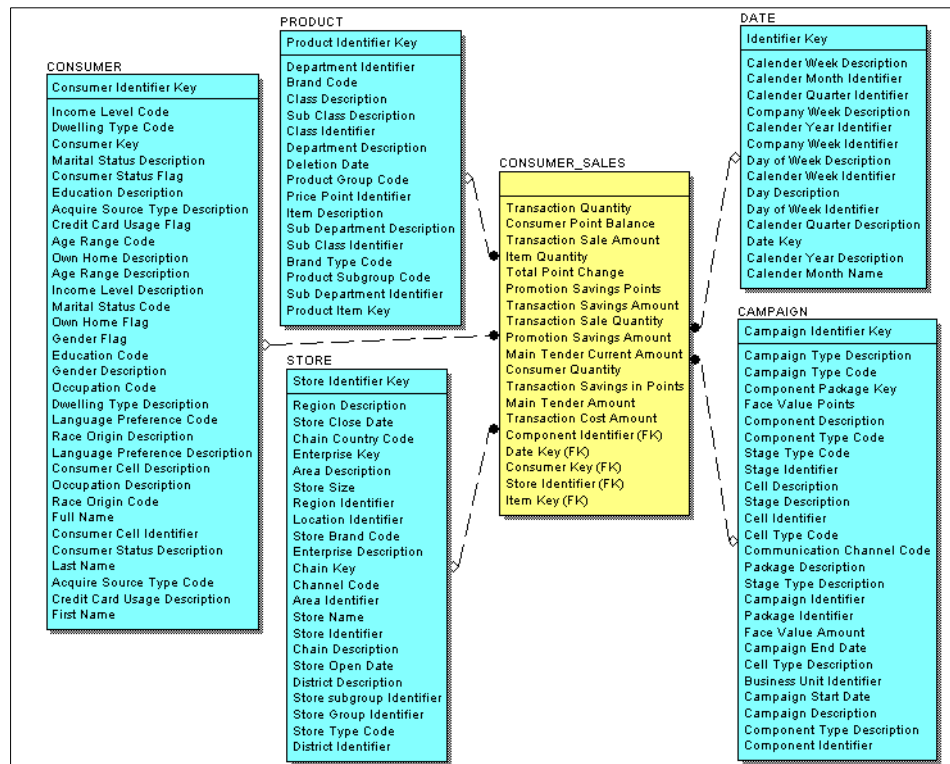 CONSUMER
Consumer Identifier Key
Income Level Code
Dwelling Type Code
Consumer Key
Marital Status Description
Consumer Status Flag
Education Description
Acquire Source Type Description
Credit Card Usage Flag
Age Range Code
Own Home Description
Age Range Description
Income Level Description
Marital Status Code
Own Home Flag
Gender Flag
Education Code
Gender Description
Occupation Code
Dwelling Type Description
Language Preference Code
Race Origin Description
Language Preference Description
Consumer Cell Description
Occupation Description
Race Origin Code
Full Name
Consumer Cell Identifier
Consumer Status Description
Last Name
Acquire Source Type Code
Credit Card Usage Description
First Name
PRODUCT
Product Identifier Key
Department Identifier
Brand Code
Class Description
Sub Class Description
Class Identifier
Department Description
Deletion Date
Product Group Code
Price Point Identifier
Item Description
Sub Department Description
Sub Class Identifier
Brand Type Code
Product Subgroup Code
Sub Department Identifier
Product Item Key
STORE
Store Identifier Key
Region Description
Store Close Date
Chain Country Code
Enterprise Key
Area Description
Store Size
Region Identifier
Location Identifier
Store Brand Code
Enterprise Description
Chain Key
Channel Code
Area Identifier
Store Name
Store Identifier
Chain Description
Store Open Date
District Description
Store subgroup Identifier
Store Group Identifier
Store Type Code
District Identifier
CONSUMER_SALES
Transaction Quantity
Consumer Point Balance
Transaction Sale Amount
Item Quantity
Total Point Change
Promotion Savings Points
Transaction Savings Amount
Transaction Sale Quantity
Promotion Savings Amount
Main Tender Current Amount
Consumer Quantity
Transaction Savings in Points
Main Tender Amount
Transaction Cost Amount
Component Identifier (FK)
Date Key (FK)
Consumer Key (FK)
Store Identifier (FK)
Item Key (FK)
DATE
Identifier Key
Calender Week Description
Calender Month Identifier
Calender Quarter Identifier
Company Week Description
Calender Year Identifier
Company Week Identifier
Day of Week Description
Calender Week Identifier
Day Description
Day of Week Identifier
Calender Quarter Description
Date Key
Calender Year Description
Calender Month Name
CAMPAIGN
Campaign Identifier Key
Campaign Type Description
Campaign Type Code
Component Package Key
Face Value Points
Component Description
Component Type Code
Stage Type Code
Stage Identifier
Cell Description
Stage Description
Cell Identifier
Cell Type Code
Communication Channel Code
Package Description
Stage Type Description
Campaign Identifier
Package Identifier
Face Value Amount
Campaign End Date
Cell Type Description
Business Unit Identifier
Campaign Start Date
Campaign Description
Component Type Description
Component Identifier